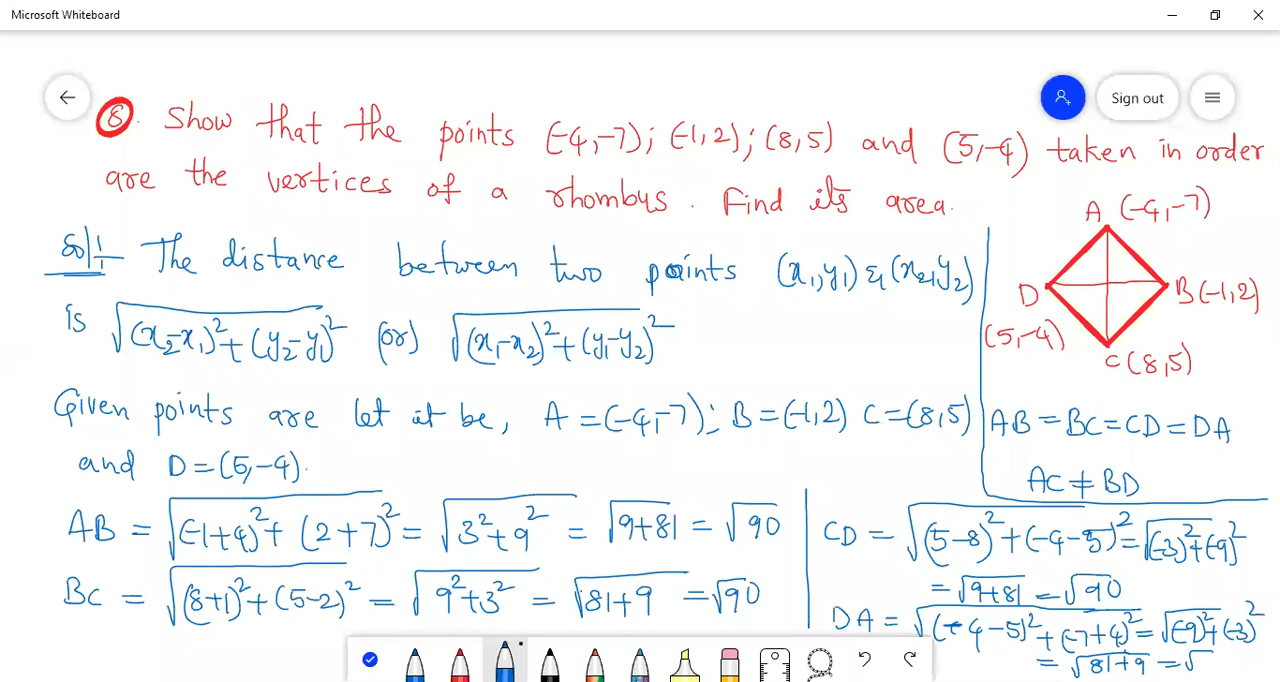 Microsoft Whiteboard
Sign out
8. Show that the points (-4,-7); (-1,2); (8,5) and (5,-4) taken in order
are the vertices of a rhombus. Find its area.
Sol: The distance between two points (x₁,y₁) & (x₂,y₂)
is √(x₂-x₁)²+(y₂-y₁)² (or) √(x₁-x₂)²+(y₁-y₂)²
Given points are let it be, A =(-4,-7); B=(-1,2) C=(8,5)
and D=(5,-4).
AB = √(-1+4)²+(2+7)² = √3²+9² = √9+81 = √90
BC = √(8+1)²+(5-2)² = √9²+3² = √81+9 = √90
A (-4,-7)
D
B(-1,2)
(5,-4)
C(8,5)
AB=BC=CD=DA
AC≠BD
CD = √(5-8)²+(-4-5)² = √(-3)²+(-9)²
= √9+81 = √90
DA = √(-4-5)²+(-7+4)² = √(-9)²+(-3)²
= √81+9 = √